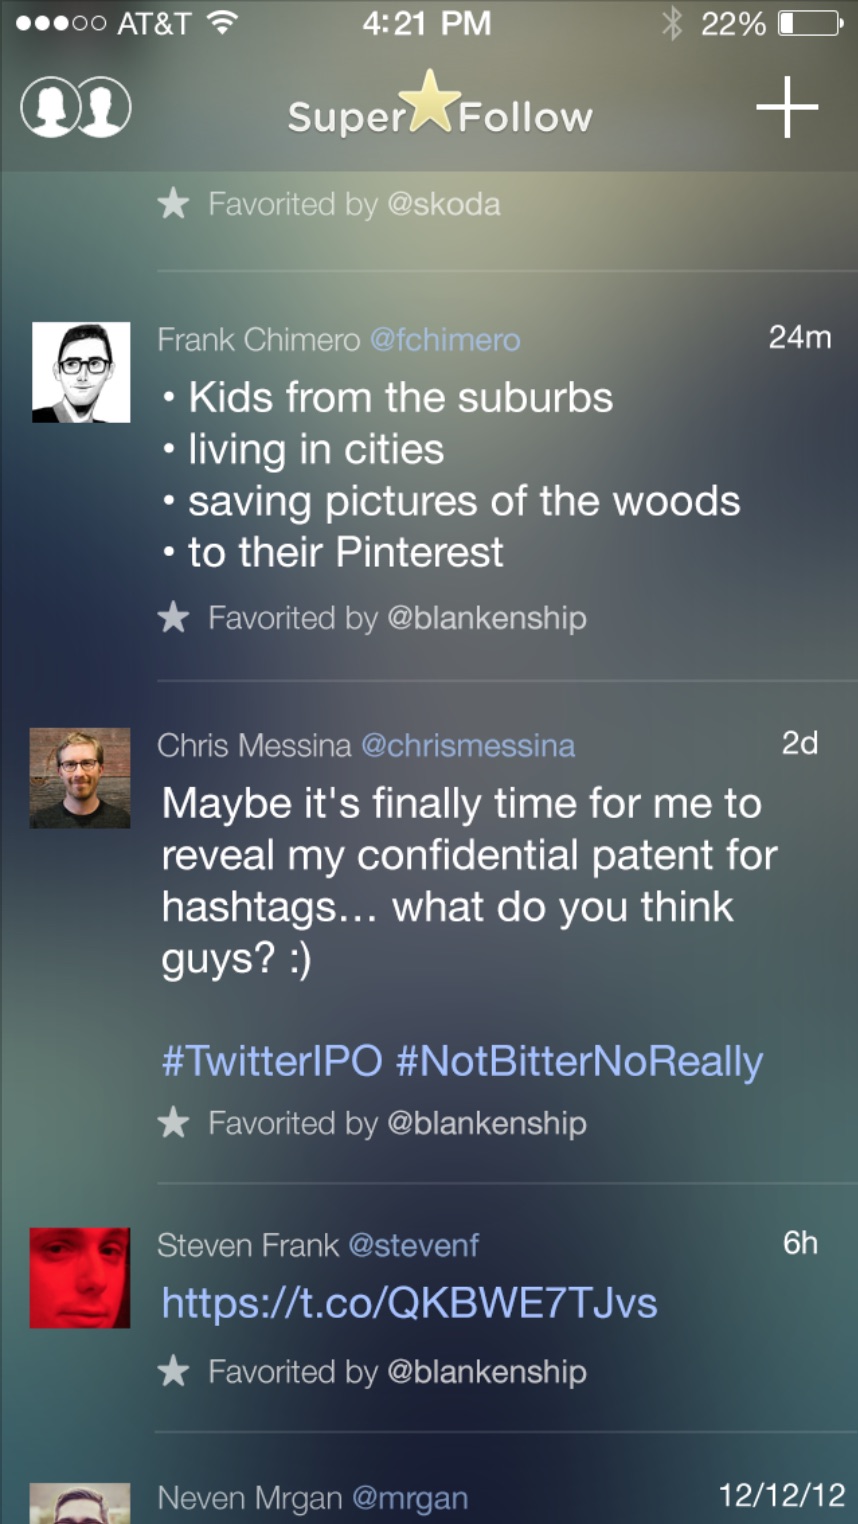 AT&T 4:21 PM 22%
Super Follow
Favorited by @skoda
Frank Chimero @fchimero 24m
• Kids from the suburbs
• living in cities
• saving pictures of the woods
• to their Pinterest
Favorited by @blankenship
Chris Messina @chrismessina 2d
Maybe it's finally time for me to
reveal my confidential patent for
hashtags... what do you think
guys? :)
#TwitterIPO #NotBitterNoReally
Favorited by @blankenship
Steven Frank @stevenf 6h
https://t.co/QKBWE7TJvs
Favorited by @blankenship
Neven Mrgan @mrgan 12/12/12